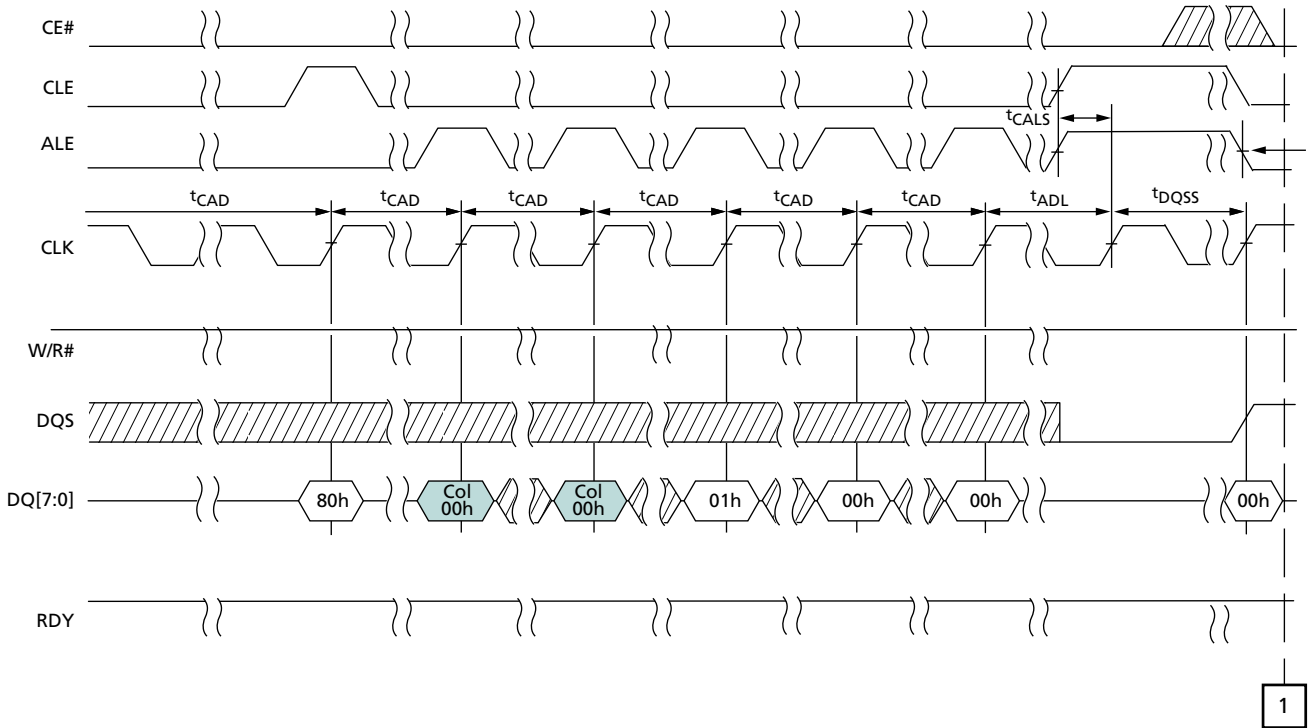 CE#
CLE
tCALS
ALE
tCAD tCAD tCAD tCAD tCAD tCAD tADL tDQSS
CLK
W/R#
DQS
DQ[7:0] 80h Col 00h Col 00h 01h 00h 00h 00h
RDY
1